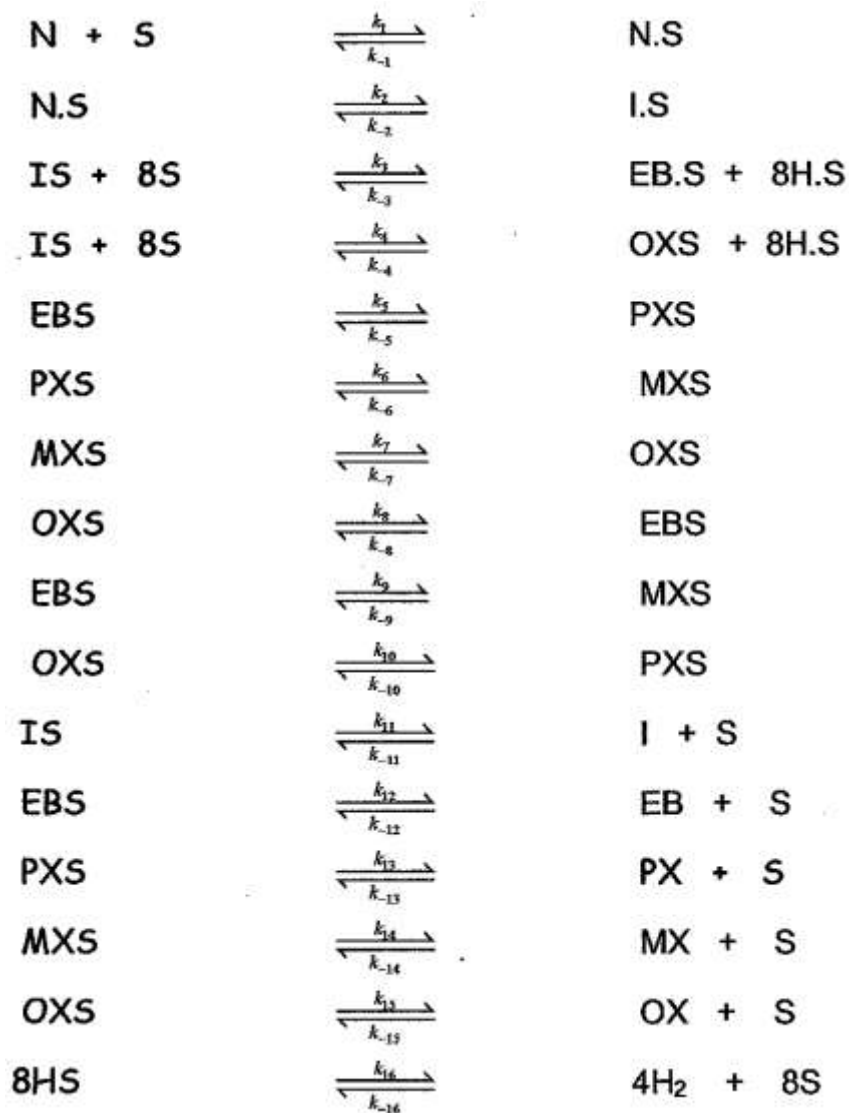 N + S k₁ k₋₁ N.S
N.S k₂ k₋₂ I.S
IS + 8S k₃ k₋₃ EB.S + 8H.S
IS + 8S k₄ k₋₄ OXS + 8H.S
EBS k₅ k₋₅ PXS
PXS k₆ k₋₆ MXS
MXS k₇ k₋₇ OXS
OXS k₈ k₋₈ EBS
EBS k₉ k₋₉ MXS
OXS k₁₀ k₋₁₀ PXS
IS k₁₁ k₋₁₁ I + S
EBS k₁₂ k₋₁₂ EB + S
PXS k₁₃ k₋₁₃ PX + S
MXS k₁₄ k₋₁₄ MX + S
OXS k₁₅ k₋₁₅ OX + S
8HS k₁₆ k₋₁₆ 4H₂ + 8S